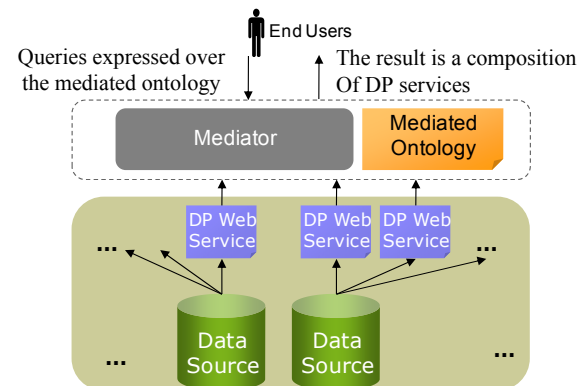 End Users
Queries expressed over
the mediated ontology
The result is a composition
Of DP services
Mediator
Mediated
Ontology
DP Web
Service
DP Web
Service
DP Web
Service
...
...
Data
Source
Data
Source
...
...